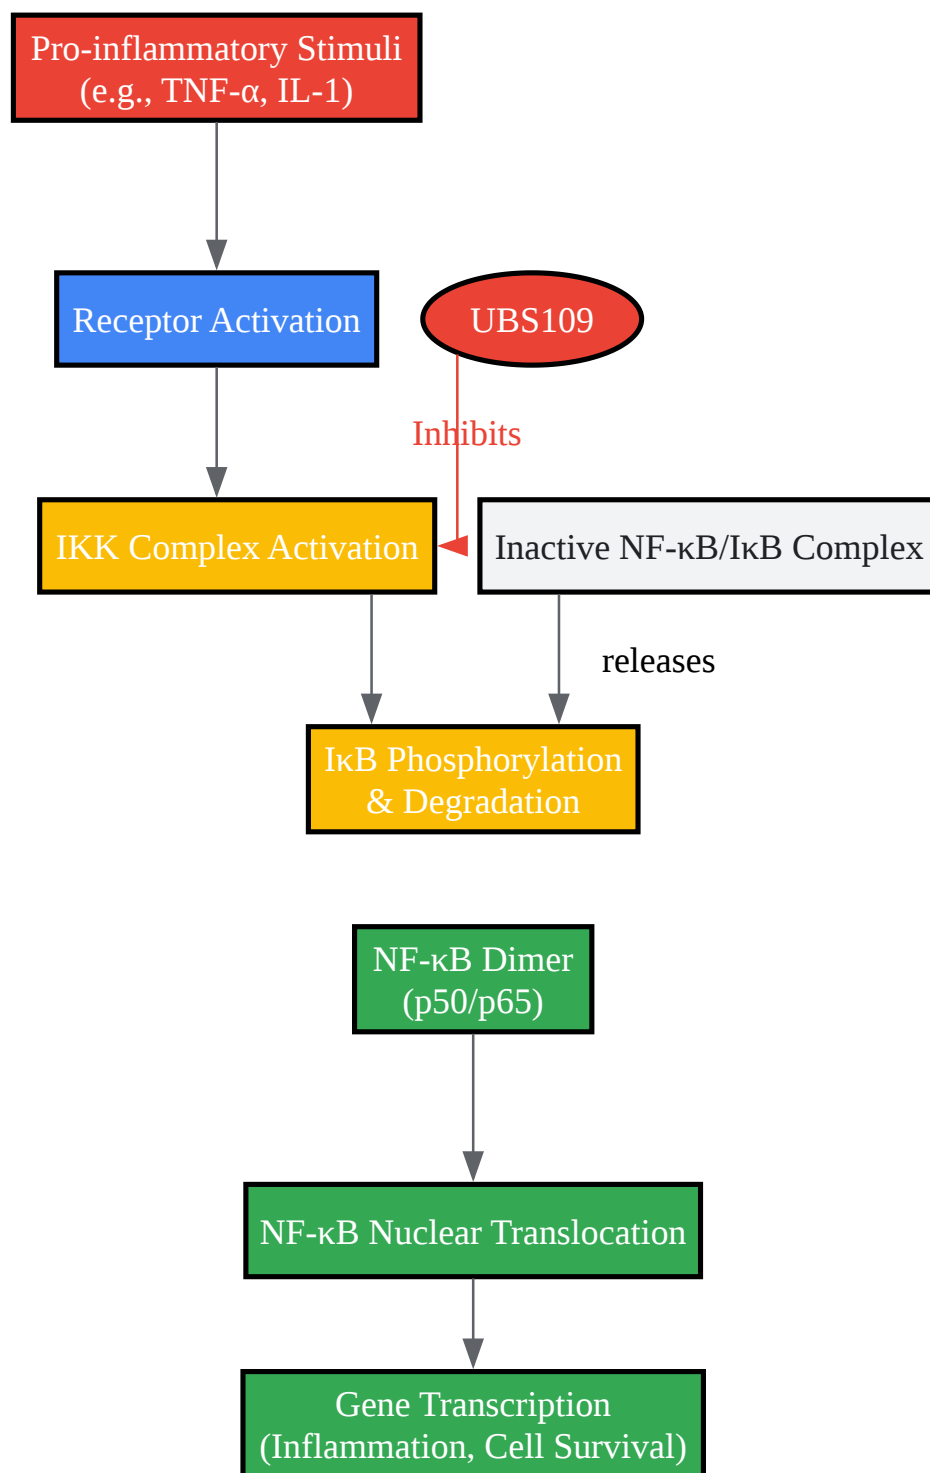 Pro-inflammatory Stimuli
(e.g., TNF-α, IL-1)
Receptor Activation
UBS109
Inhibits
IKK Complex Activation
Inactive NF-κB/IκB Complex
releases
IκB Phosphorylation
& Degradation
NF-κB Dimer
(p50/p65)
NF-κB Nuclear Translocation
Gene Transcription
(Inflammation, Cell Survival)